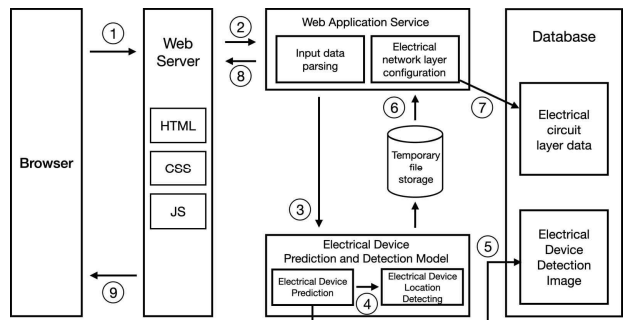 Browser
1
9
Web
Server
HTML
CSS
JS
2
8
Web Application Service
Input data
parsing
Electrical
network layer
configuration
3
6
7
Temporary
file
storage
Electrical Device
Prediction and Detection Model
Electrical Device
Prediction
4
Electrical Device
Location
Detecting
5
Database
Electrical
circuit
layer data
Electrical
Device
Detection
Image